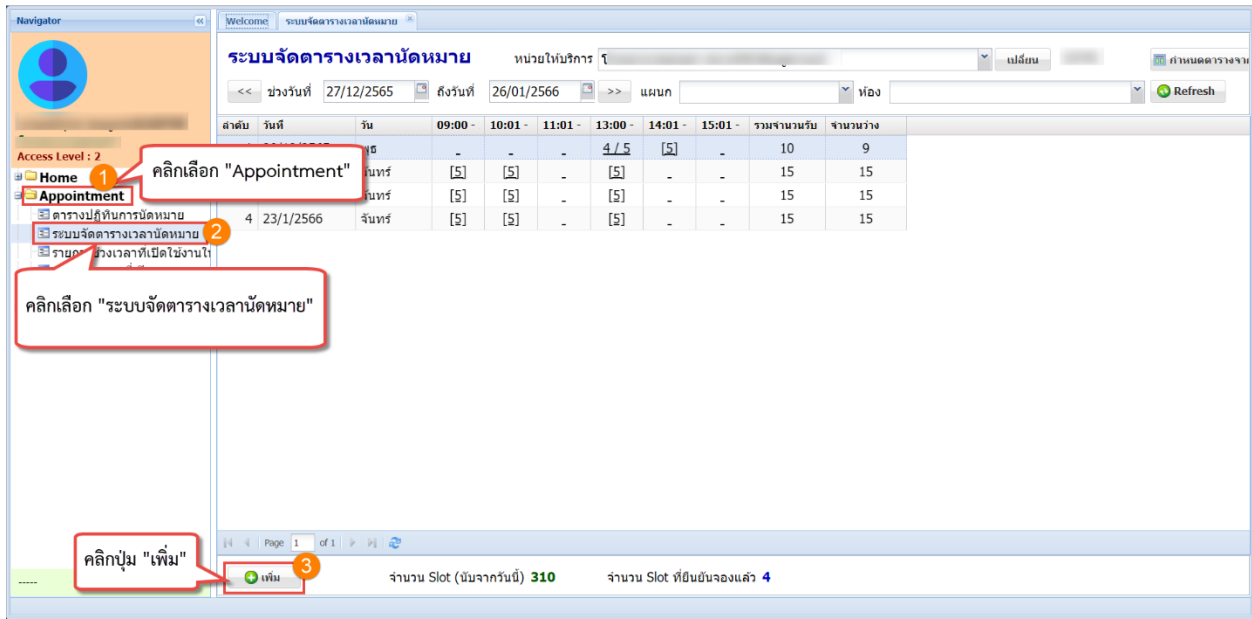 Navigator
Welcome ระบบจัดตารางเวลานัดหมาย
ระบบจัดตารางเวลานัดหมาย หน่วยให้บริการ เปลี่ยน
<< ช่วงวันที่ 27/12/2565 ถึงวันที่ 26/01/2566 >> แผนก ห้อง Refresh
ลำดับ วันที่ วัน 09:00 - 10:01 - 11:01 - 13:00 - 14:01 - 15:01 - รวมจำนวนรับ จำนวนว่าง
- - - 4 / 5 [5] - 10 9
จันทร์ [5] [5] - [5] - - 15 15
จันทร์ [5] [5] - [5] - - 15 15
4 23/1/2566 จันทร์ [5] [5] - [5] - - 15 15
Access Level : 2
Home
1
คลิกเลือก "Appointment"
Appointment
ตารางปฏิทินการนัดหมาย
ระบบจัดตารางเวลานัดหมาย
2
คลิกเลือก "ระบบจัดตารางเวลานัดหมาย"
Page 1 of 1
คลิกปุ่ม "เพิ่ม"
3
-----
เพิ่ม จำนวน Slot (นับจากวันนี้) 310 จำนวน Slot ที่ยืนยันจองแล้ว 4